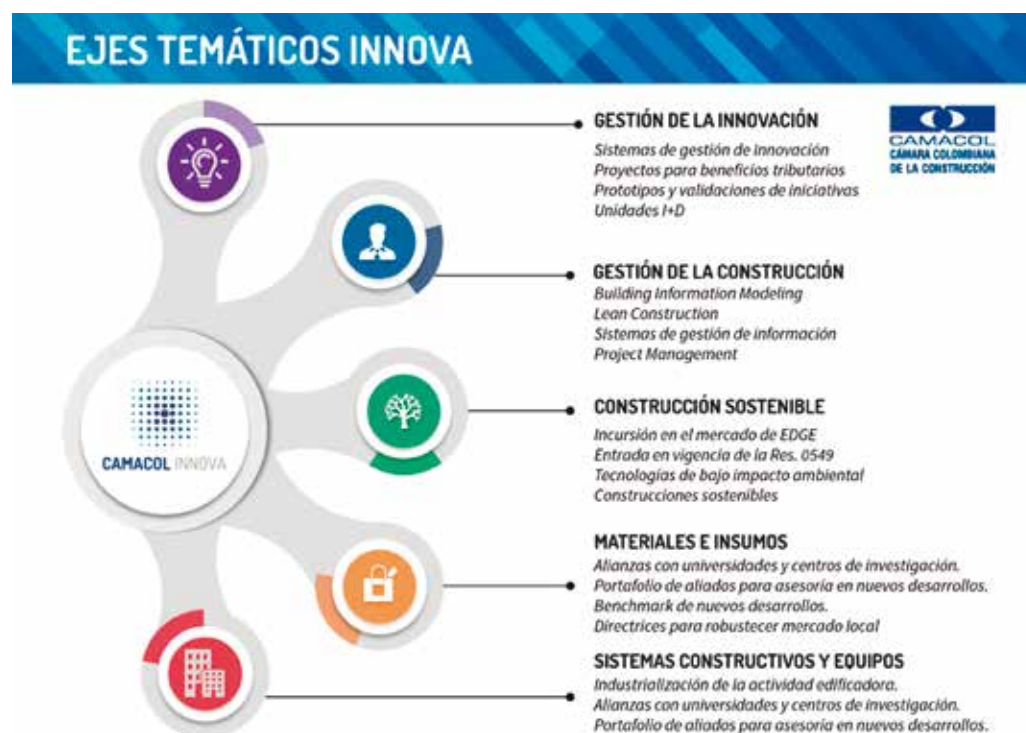 EJES TEMÁTICOS INNOVA
GESTIÓN DE LA INNOVACIÓN
Sistemas de gestión de Innovación
Proyectos para beneficios tributarios
Prototipos y validaciones de iniciativas
Unidades I+D
CAMACOL
CÁMARA COLOMBIANA
DE LA CONSTRUCCIÓN
GESTIÓN DE LA CONSTRUCCIÓN
Building Information Modeling
Lean Construction
Sistemas de gestión de información
Project Management
CAMACOL INNOVA
CONSTRUCCIÓN SOSTENIBLE
Incursión en el mercado de EDGE
Entrada en vigencia de la Res. 0549
Tecnologías de bajo impacto ambiental
Construcciones sostenibles
MATERIALES E INSUMOS
Alianzas con universidades y centros de investigación.
Portafolio de aliados para asesoría en nuevos desarrollos.
Benchmark de nuevos desarrollos.
Directrices para robustecer mercado local
SISTEMAS CONSTRUCTIVOS Y EQUIPOS
Industrialización de la actividad edificadora.
Alianzas con universidades y centros de investigación.
Portafolio de aliados para asesoría en nuevos desarrollos.